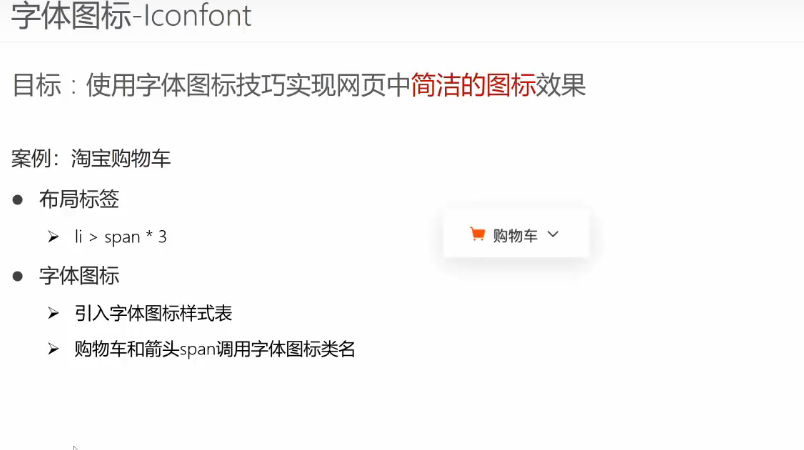 字体图标-Iconfont
目标：使用字体图标技巧实现网页中简洁的图标效果
案例：淘宝购物车
布局标签
li > span * 3
购物车
字体图标
引入字体图标样式表
购物车和箭头span调用字体图标类名